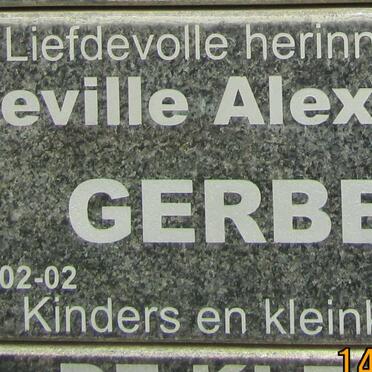 Liefdevolle herinn
eville Alex
GERBE
02-02
Kinders en kleink
14